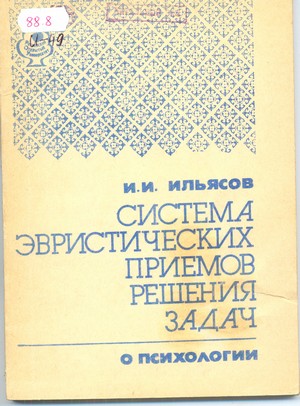 88.8
И-49
И.И. ИЛЬЯСОВ
СИСТЕМА
ЭВРИСТИЧЕСКИХ
ПРИЕМОВ
РЕШЕНИЯ
ЗАДАЧ
О ПСИХОЛОГИИ